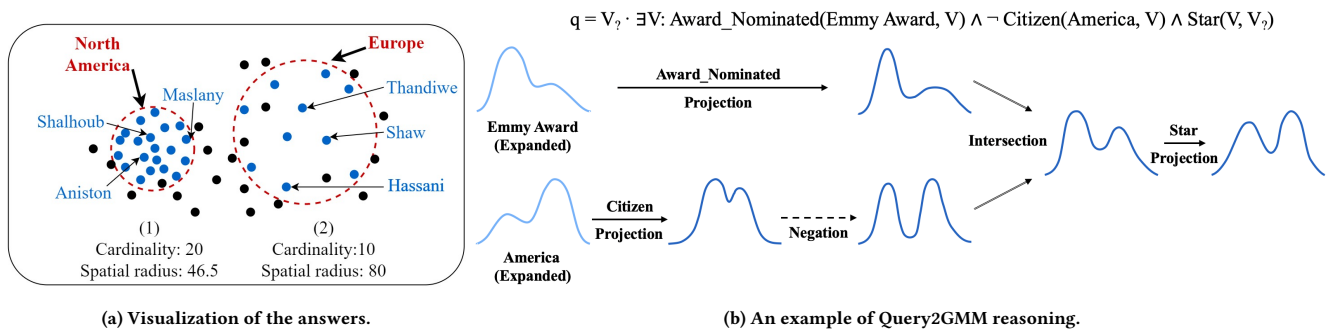 North
America
Europe
Maslany
Shalhoub
Aniston
Thandiwe
Shaw
Hassani
(1)
Cardinality: 20
Spatial radius: 46.5
(2)
Cardinality:10
Spatial radius: 80
(a) Visualization of the answers.
q = V? · ∃V: Award_Nominated(Emmy Award, V) ∧ ¬ Citizen(America, V) ∧ Star(V, V?)
Emmy Award
(Expanded)
Award_Nominated
Projection
America
(Expanded)
Citizen
Projection
Negation
Intersection
Star
Projection
(b) An example of Query2GMM reasoning.